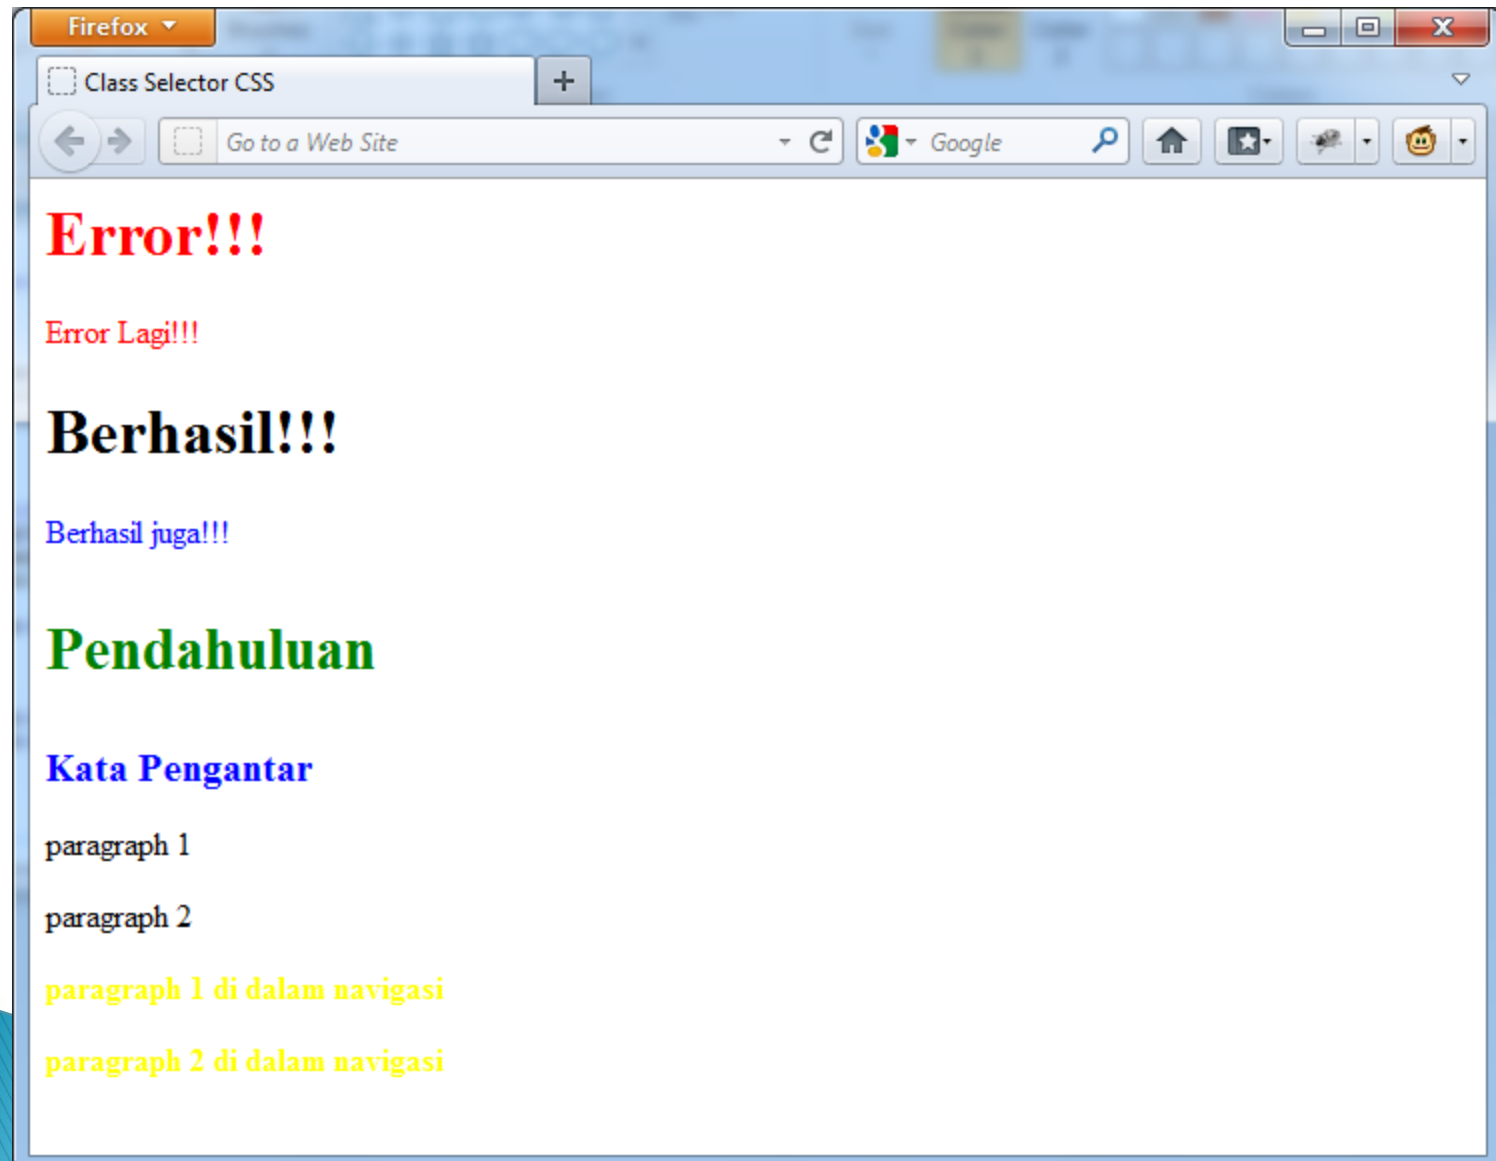 Firefox
Class Selector CSS
Go to a Web Site
Google
Error!!!
Error Lagi!!!
Berhasil!!!
Berhasil juga!!!
Pendahuluan
Kata Pengantar
paragraph 1
paragraph 2
paragraph 1 di dalam navigasi
paragraph 2 di dalam navigasi